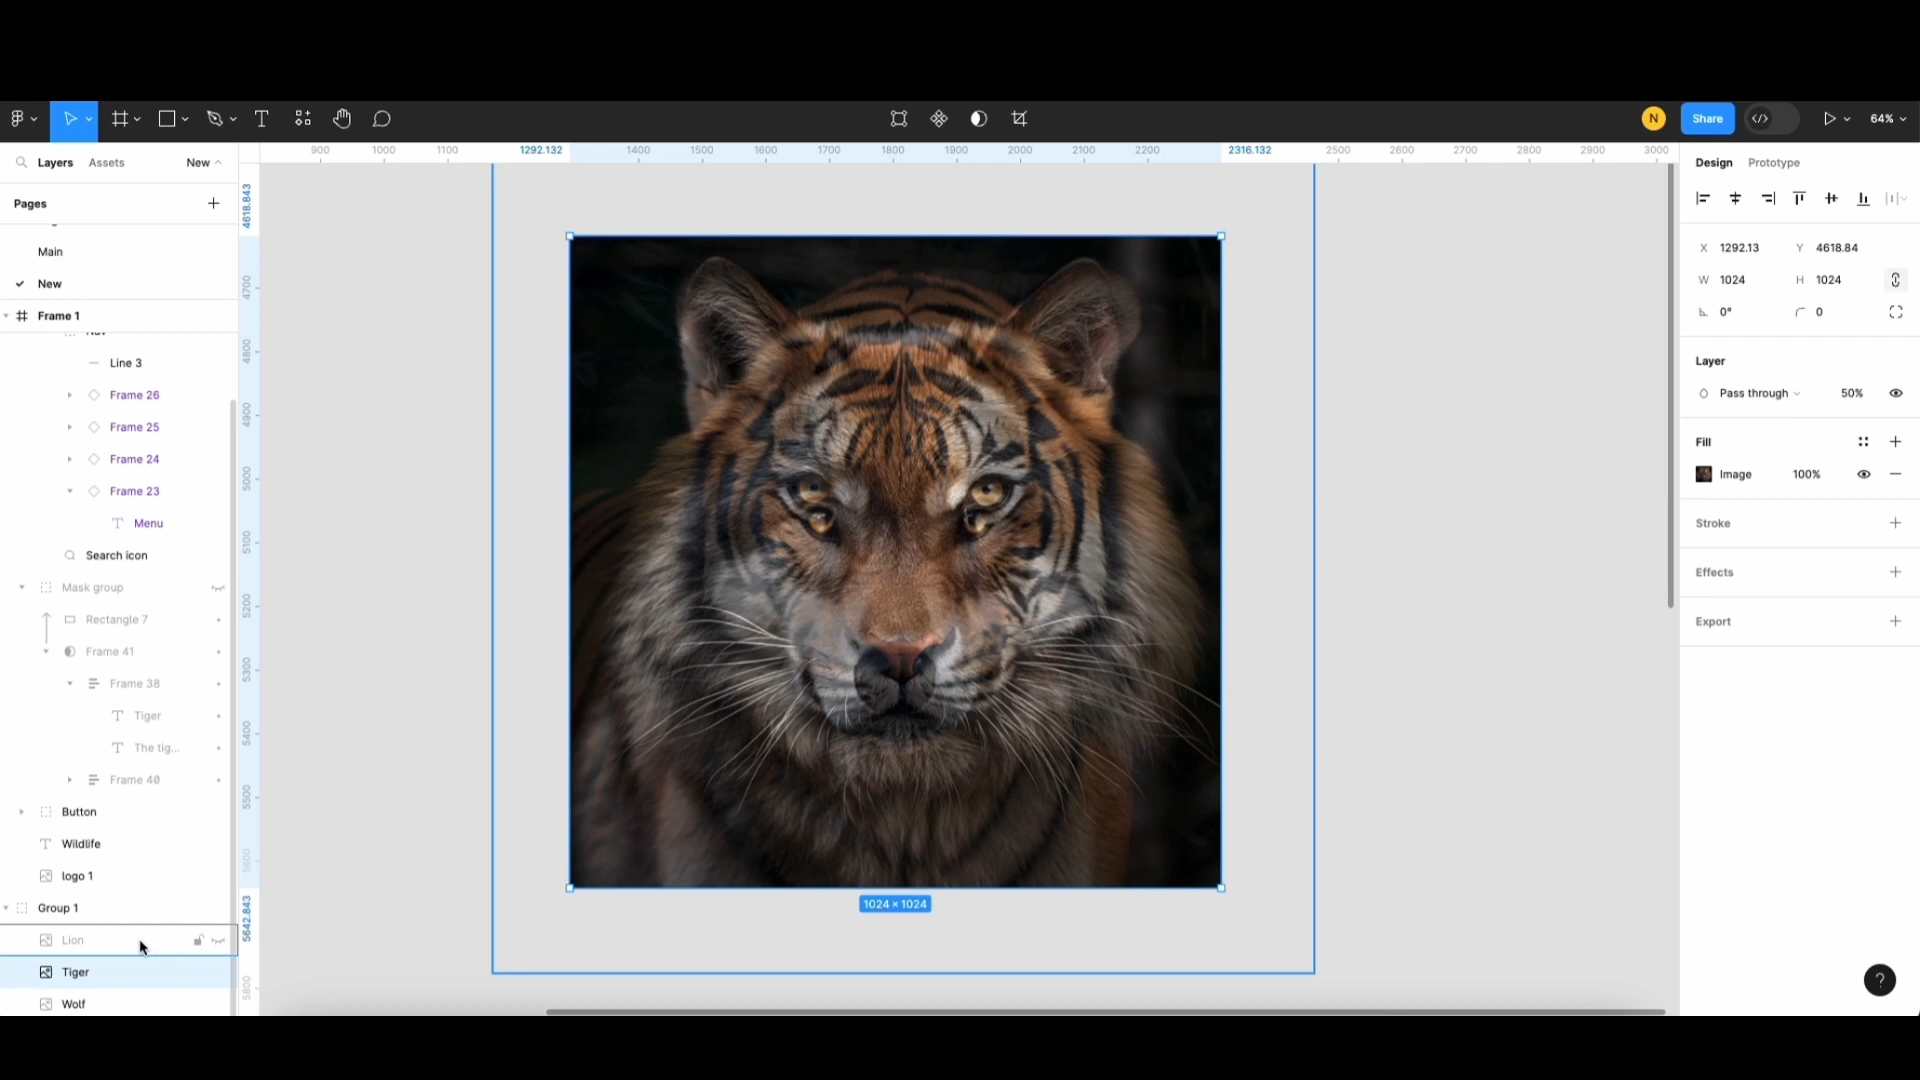 N
Share
64%
Layers
Assets
New
900
1000
1100
1292.132
1400
1500
1600
1700
1800
1900
2000
2100
2200
2316.132
2500
2600
2700
2800
2900
3000
Design
Prototype
Pages
Main
New
Frame 1
Nav
Line 3
Frame 26
Frame 25
Frame 24
Frame 23
Menu
Search icon
Mask group
Rectangle 7
Frame 41
Frame 38
Tiger
The tig...
Frame 40
Button
Wildlife
logo 1
Group 1
Lion
Tiger
Wolf
4618.843
4700
4800
4900
5000
5100
5200
5300
5400
5500
5600
5642.843
5800
1024 × 1024
X 1292.13 Y 4618.84
W 1024 H 1024
0° 0
Layer
Pass through 50%
Fill
Image 100%
Stroke
Effects
Export
?